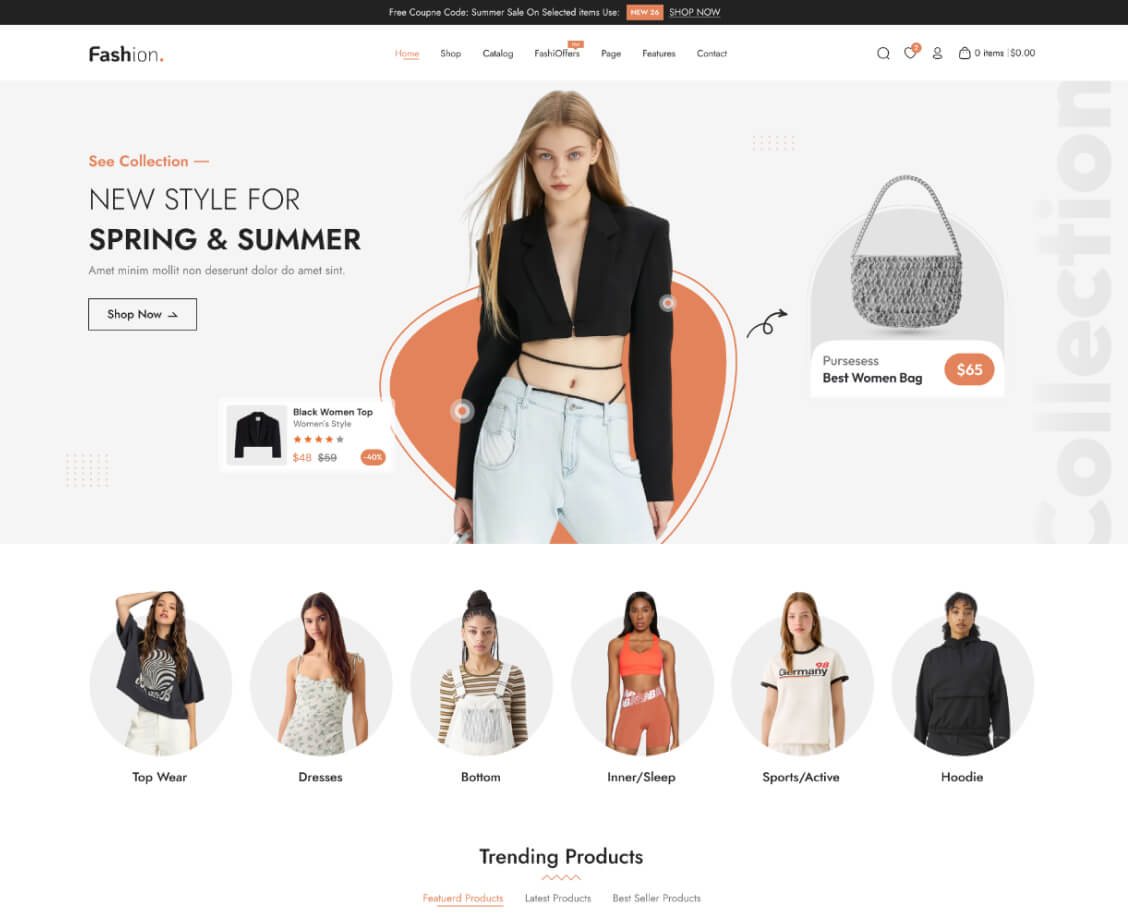 Free Coupne Code: Summer Sale On Selected items Use: NEW 26 SHOP NOW
Fashion.
Home Shop Catalog FashiOffers Page Features Contact
2
0 items | $0.00
See Collection —
NEW STYLE FOR
SPRING & SUMMER
Amet minim mollit non deserunt dolor do amet sint.
Shop Now
Black Women Top
Women's Style
$48 $59 -40%
Pursesess
Best Women Bag
$65
Collection
98
Germany
Top Wear Dresses Bottom Inner/Sleep Sports/Active Hoodie
Trending Products
Featuerd Products Latest Products Best Seller Products